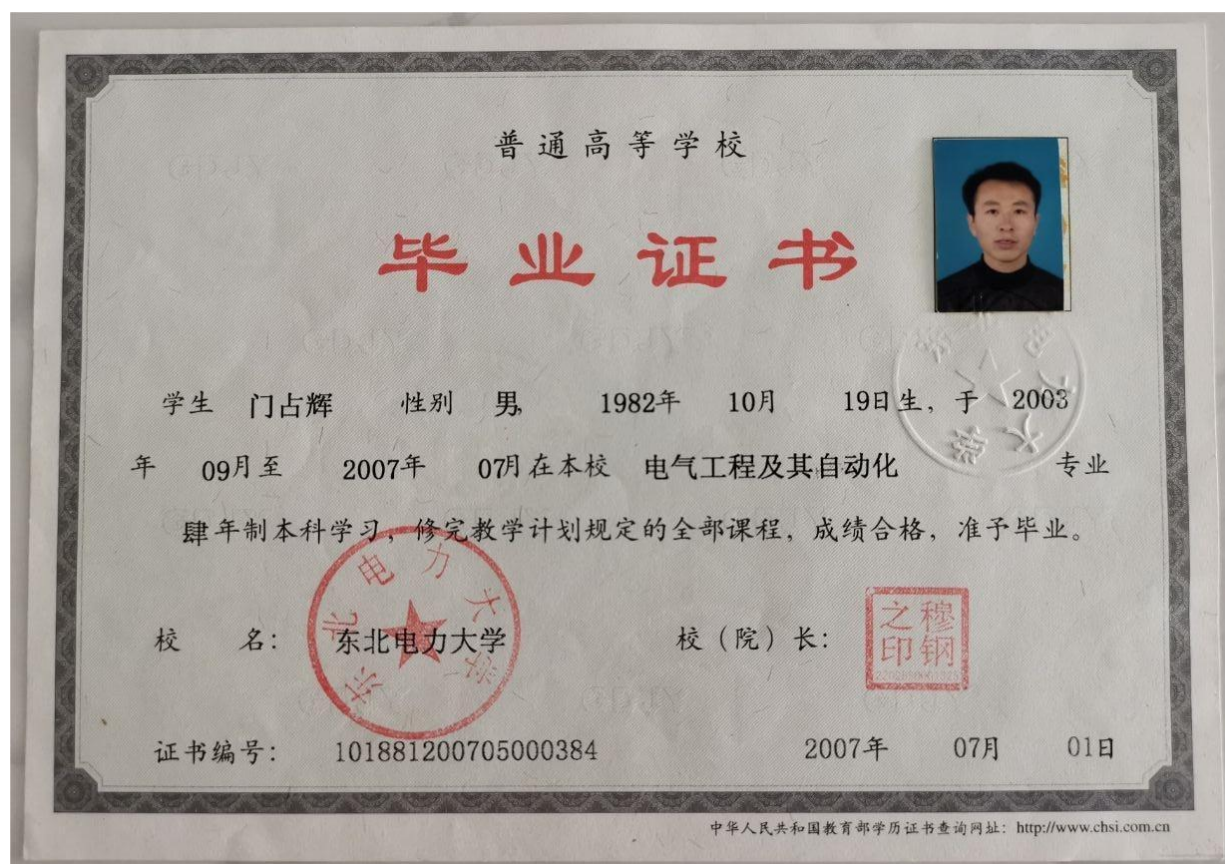 普通高等学校
毕业证书
学生 门占辉 性别 男, 1982年 10月 19日生, 于 2003
年 09月至 2007年 07月在本校 电气工程及其自动化 专业
肆年制本科学习, 修完教学计划规定的全部课程, 成绩合格, 准予毕业。
东北电力大学
校 名: 东北电力大学 校(院)长: 穆钢之印
证书编号: 101881200705000384 2007年 07月 01日
中华人民共和国教育部学历证书查询网址: http://www.chsi.com.cn